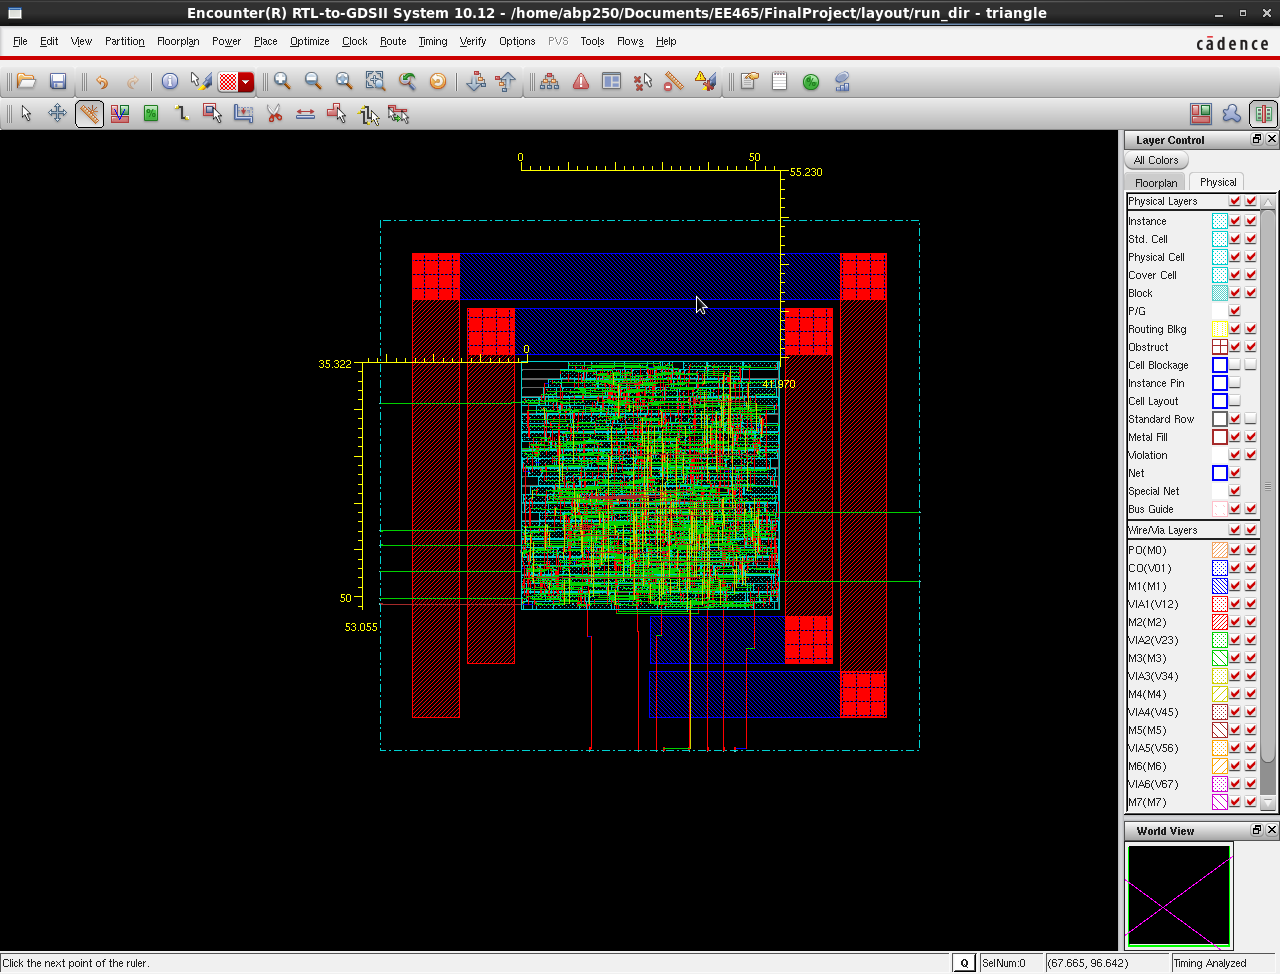 Encounter(R) RTL-to-GDSII System 10.12 - /home/abp250/Documents/EE465/FinalProject/layout/run_dir - triangle
File Edit View Partition Floorplan Power Place Optimize Clock Route Timing Verify Options PVS Tools Flows Help
cādence
Layer Control
All Colors
Floorplan Physical
Physical Layers
Instance
Std. Cell
Physical Cell
Cover Cell
Block
P/G
Routing Blkg
Obstruct
Cell Blockage
Instance Pin
Cell Layout
Standard Row
Metal Fill
Violation
Net
Special Net
Bus Guide
Wire/Via Layers
PO(M0)
CO(V01)
M1(M1)
VIA1(V12)
M2(M2)
VIA2(V23)
M3(M3)
VIA3(V34)
M4(M4)
VIA4(V45)
M5(M5)
VIA5(V56)
M6(M6)
VIA6(V67)
M7(M7)
World View
0 50
55.230
0
35.322
41.970
50
53.055
Click the next point of the ruler.
Q
SelNum:0
(67.665, 96.642)
Timing Analyzed